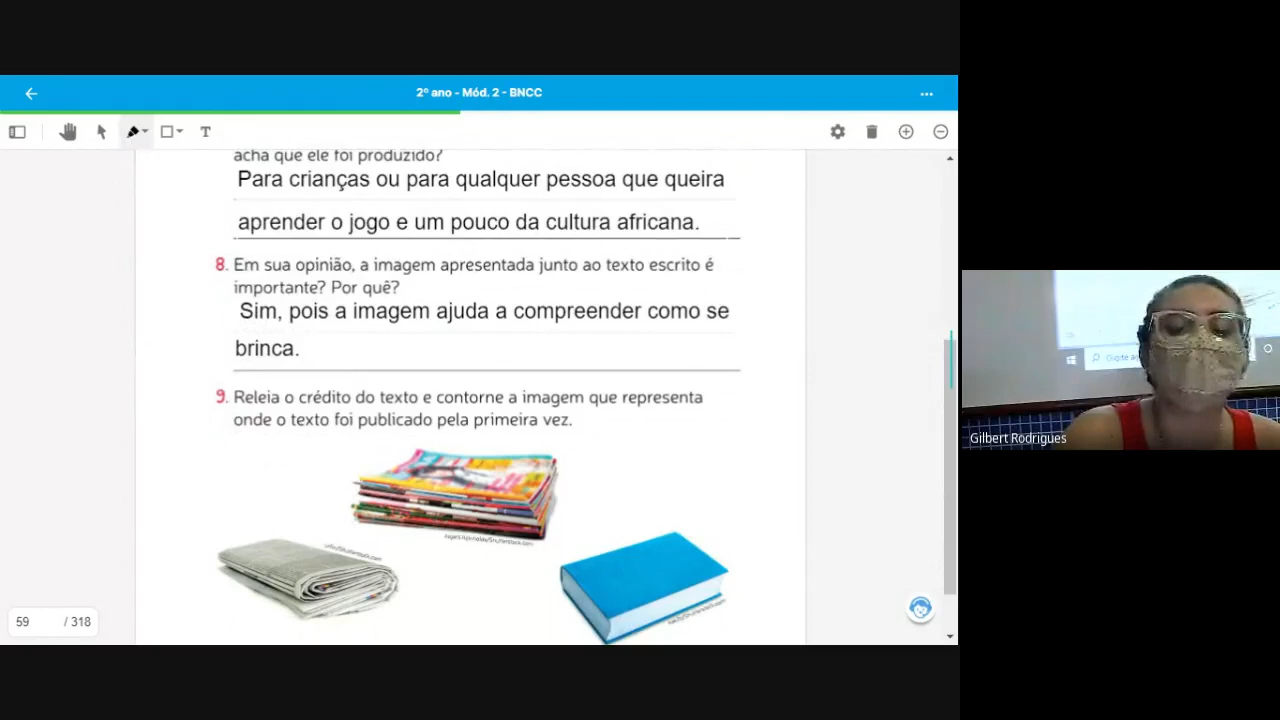 2º ano - Mód. 2 - BNCC
T
acha que ele foi produzido?
Para crianças ou para qualquer pessoa que queira
aprender o jogo e um pouco da cultura africana.
8. Em sua opinião, a imagem apresentada junto ao texto escrito é
importante? Por quê?
Sim, pois a imagem ajuda a compreender como se
brinca.
9. Releia o crédito do texto e contorne a imagem que representa
onde o texto foi publicado pela primeira vez.
59 / 318
Gilbert Rodrigues